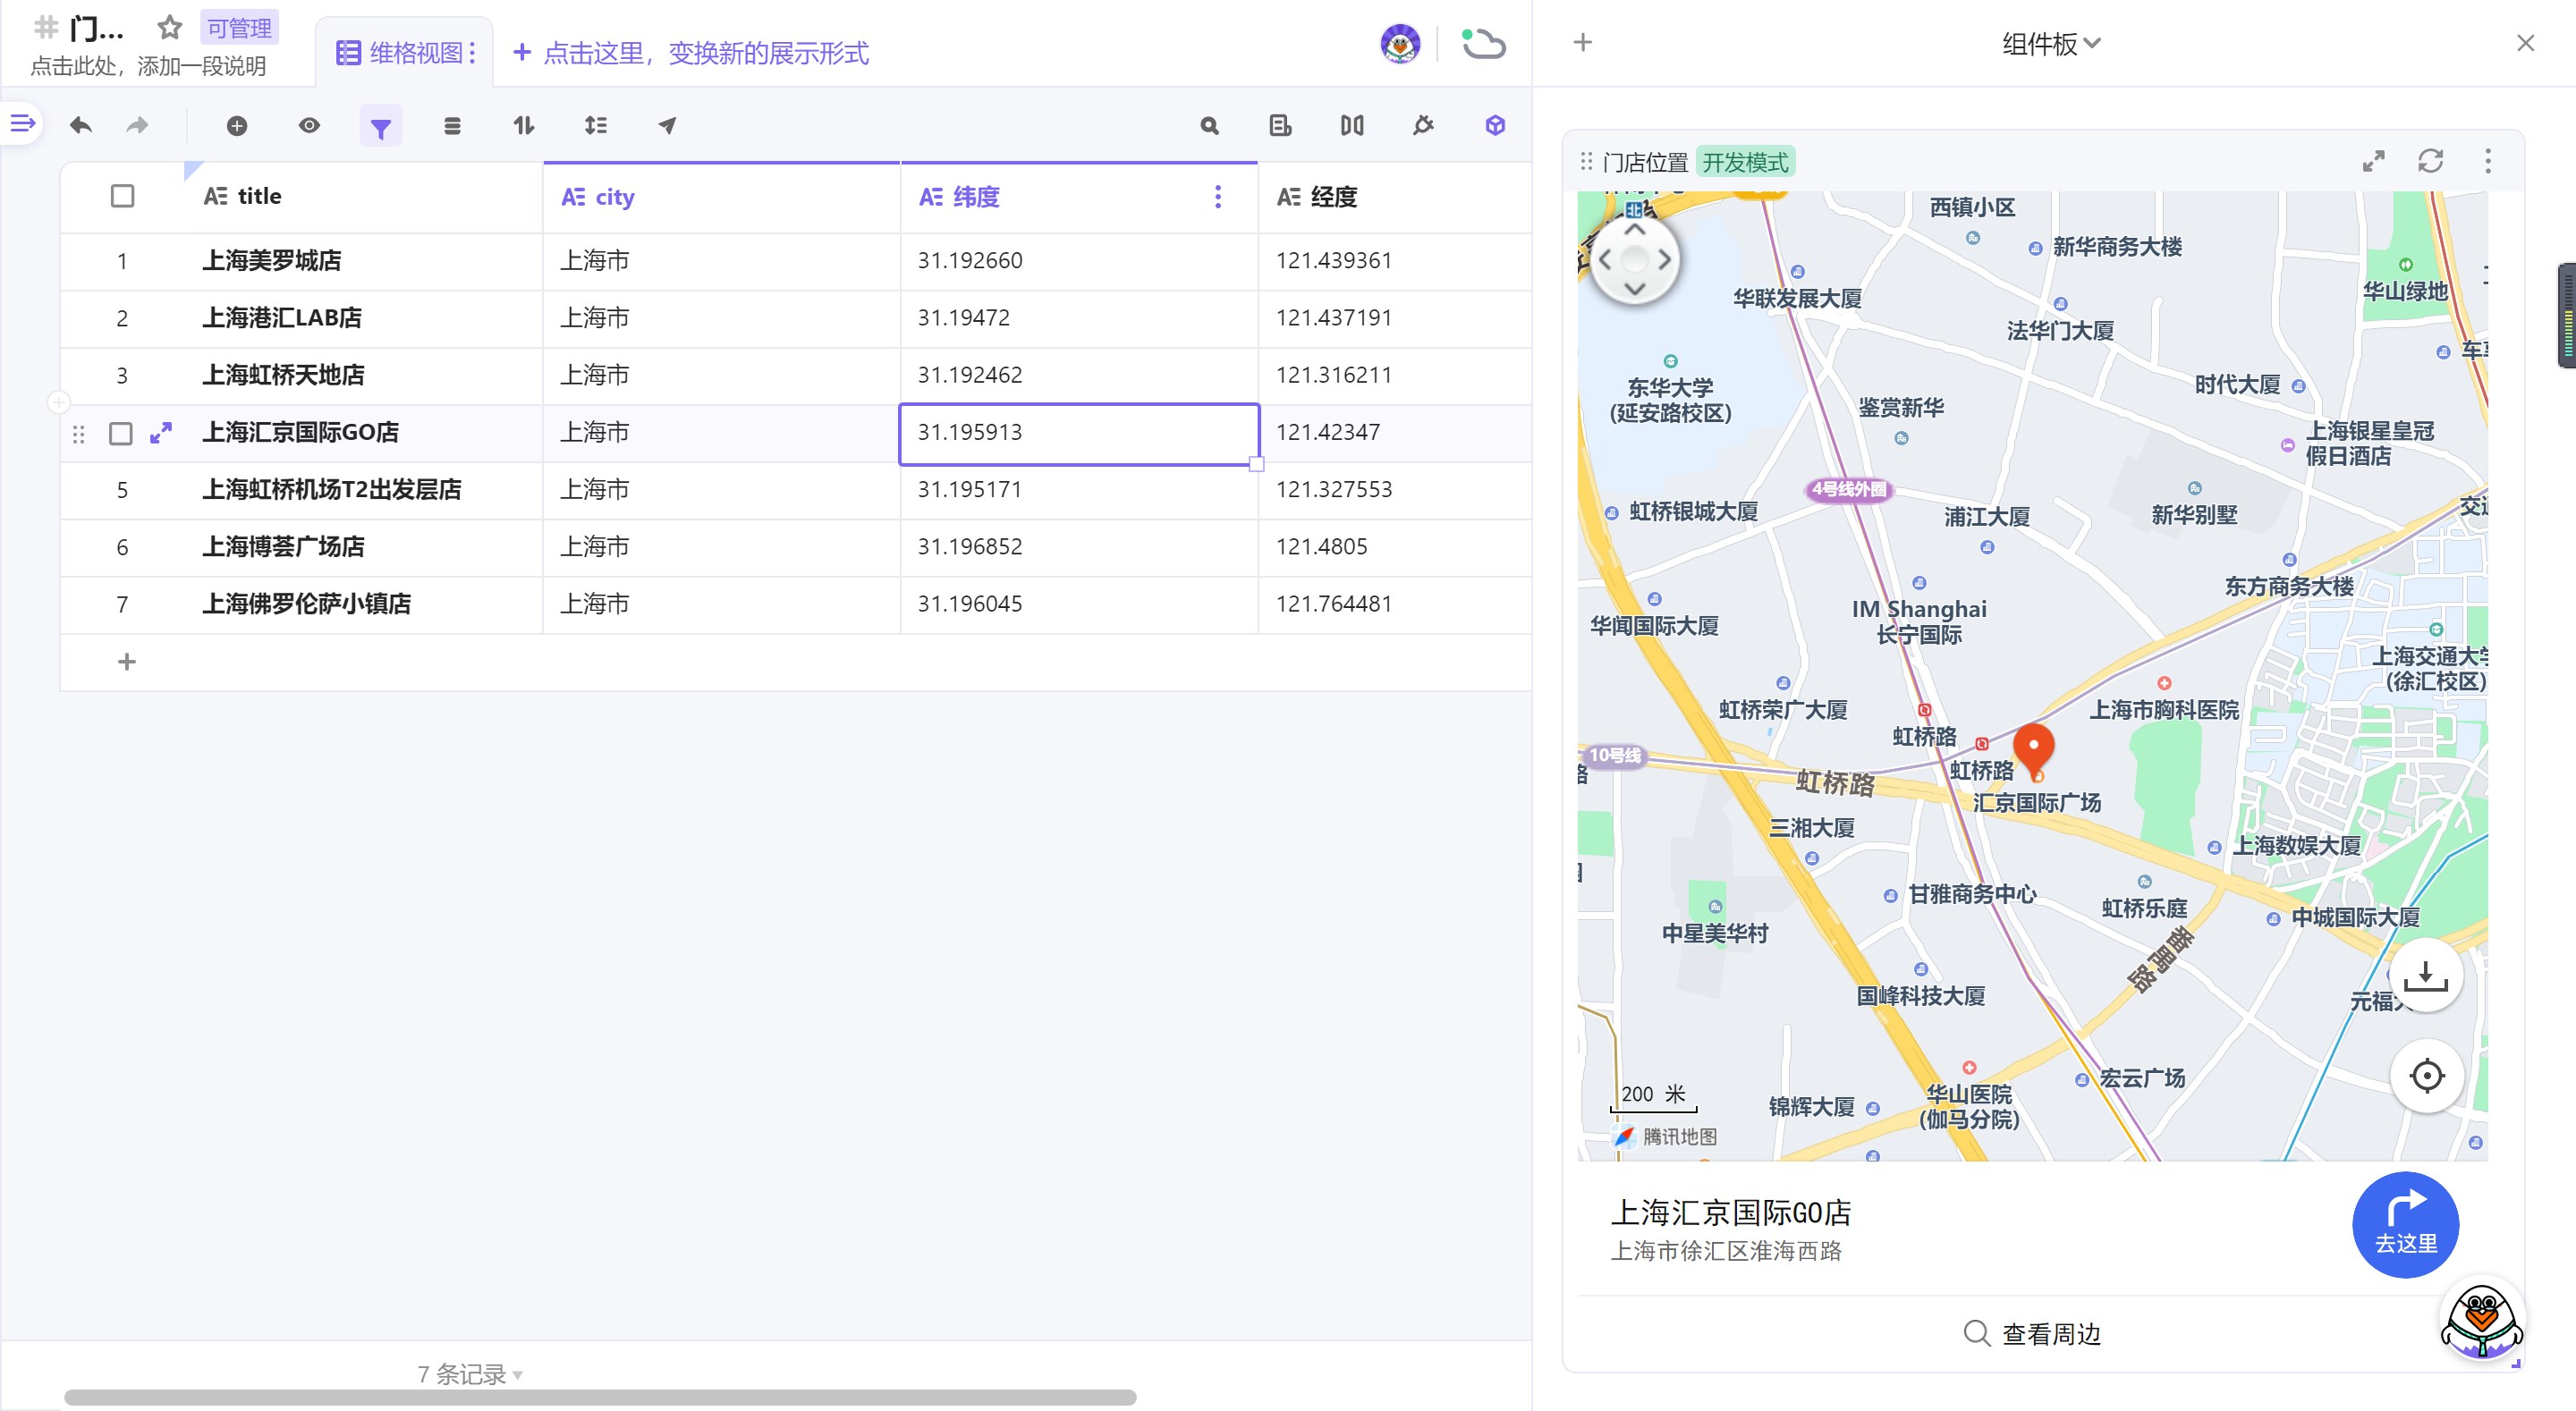 门...
可管理
点击此处，添加一段说明
维格视图
点击这里，变换新的展示形式
组件板
title
city
纬度
经度
1 上海美罗城店 上海市 31.192660 121.439361
2 上海港汇LAB店 上海市 31.19472 121.437191
3 上海虹桥天地店 上海市 31.192462 121.316211
上海汇京国际GO店 上海市 31.195913 121.42347
5 上海虹桥机场T2出发层店 上海市 31.195171 121.327553
6 上海博荟广场店 上海市 31.196852 121.4805
7 上海佛罗伦萨小镇店 上海市 31.196045 121.764481
7 条记录
门店位置
开发模式
北
西镇小区
新华商务大楼
华联发展大厦
华山绿地
法华门大厦
东华大学
(延安路校区)
时代大厦
鉴赏新华
上海银星皇冠
假日酒店
4号线外圈
虹桥银城大厦
浦江大厦
新华别墅
东方商务大楼
IM Shanghai
长宁国际
华闻国际大厦
上海交通大学
(徐汇校区)
虹桥荣广大厦
上海市胸科医院
虹桥路
10号线
虹桥路
虹桥路
汇京国际广场
三湘大厦
上海数娱大厦
甘雅商务中心
虹桥乐庭
中城国际大厦
中星美华村
番禺路
国峰科技大厦
元福
宏云广场
200 米
锦辉大厦
华山医院
(伽马分院)
腾讯地图
上海汇京国际GO店
上海市徐汇区淮海西路
去这里
查看周边